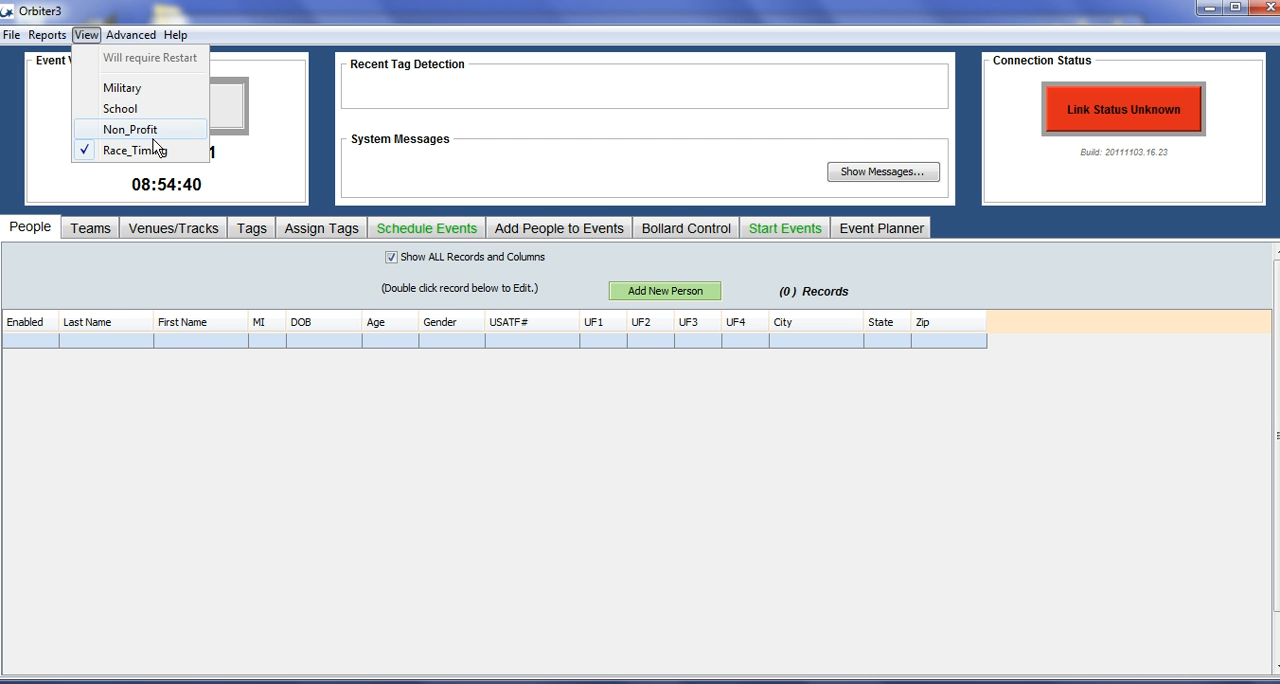 Orbiter3
File Reports View Advanced Help
Will require Restart
Military
School
Non_Profit
✓ Race_Timing
Event
1
08:54:40
Recent Tag Detection
System Messages
Show Messages...
Connection Status
Link Status Unknown
Build: 20111103.16.23
People Teams Venues/Tracks Tags Assign Tags Schedule Events Add People to Events Bollard Control Start Events Event Planner
✓ Show ALL Records and Columns
(Double click record below to Edit.) Add New Person (0 ) Records
Enabled Last Name First Name MI DOB Age Gender USATF# UF1 UF2 UF3 UF4 City State Zip